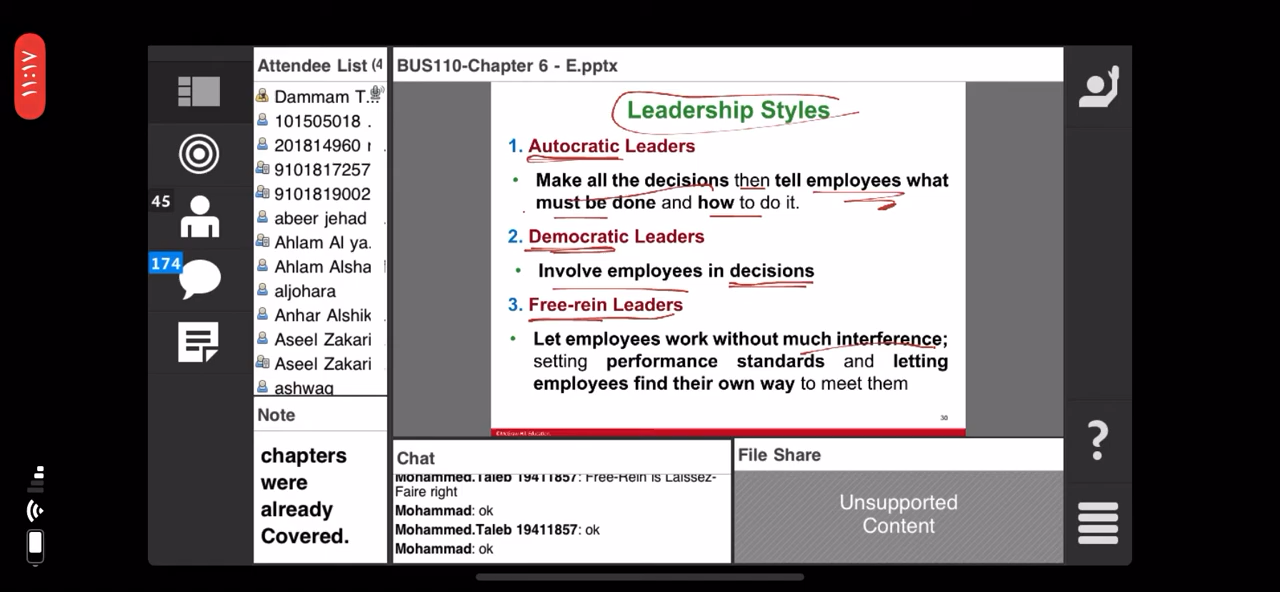 ١١:١٧
Attendee List (4
Dammam T...
101505018 .
201814960 r
9101817257
9101819002
abeer jehad
Ahlam Al ya.
Ahlam Alsha
aljohara
Anhar Alshik
Aseel Zakari
Aseel Zakari
ashwag
45
174
Note
chapters
were
already
Covered.
BUS110-Chapter 6 - E.pptx
Leadership Styles
1. Autocratic Leaders
• Make all the decisions then tell employees what
must be done and how to do it.
2. Democratic Leaders
• Involve employees in decisions
3. Free-rein Leaders
• Let employees work without much interference;
setting performance standards and letting
employees find their own way to meet them
30
Chat
Mohammed.Taleb 19411857: Free-Rein is Laissez-
Faire right
Mohammad: ok
Mohammed.Taleb 19411857: ok
Mohammad: ok
File Share
Unsupported
Content
?